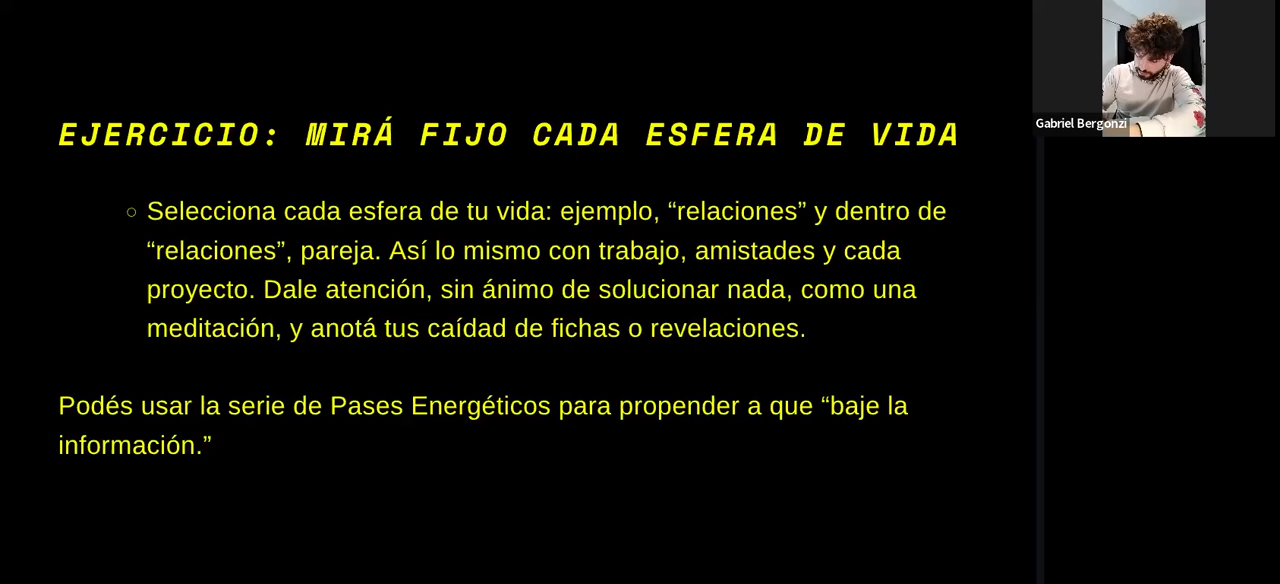 EJERCICIO: MIRÁ FIJO CADA ESFERA DE VIDA
Selecciona cada esfera de tu vida: ejemplo, “relaciones” y dentro de
“relaciones”, pareja. Así lo mismo con trabajo, amistades y cada
proyecto. Dale atención, sin ánimo de solucionar nada, como una
meditación, y anotá tus caídad de fichas o revelaciones.
Podés usar la serie de Pases Energéticos para propender a que “baje la
información.”
Gabriel Bergonzi